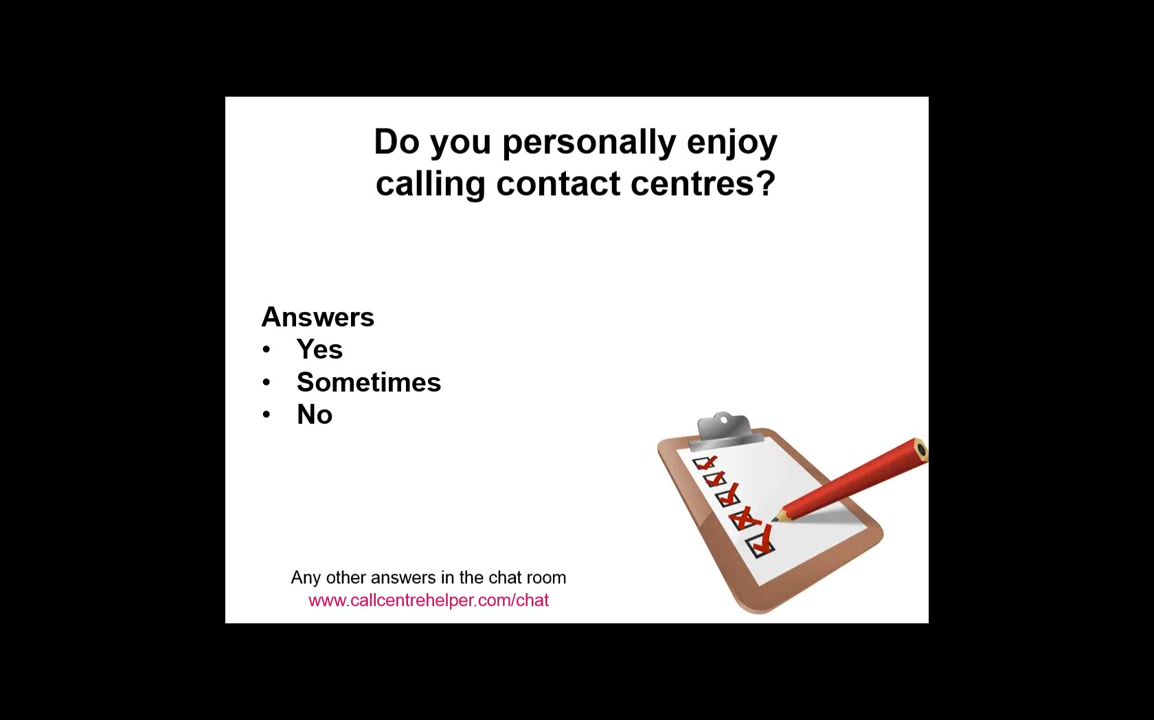 Do you personally enjoy
calling contact centres?
Answers
• Yes
• Sometimes
• No
Any other answers in the chat room
www.callcentrehelper.com/chat